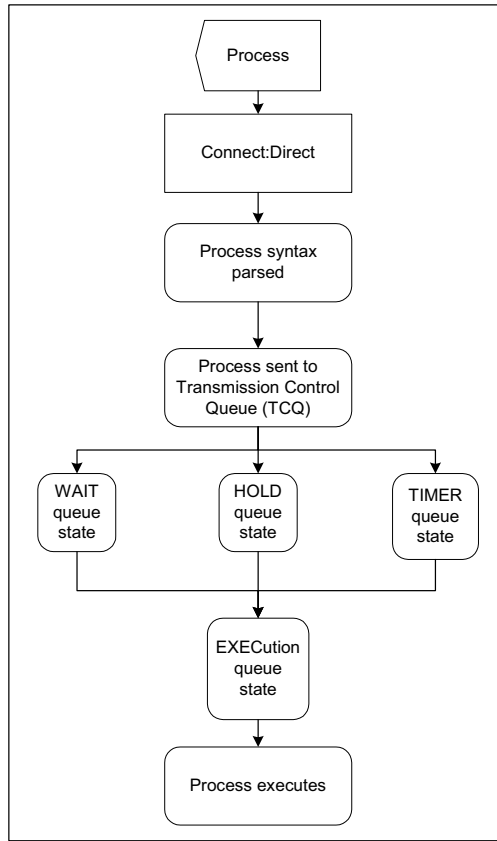 Process
Connect:Direct
Process syntax
parsed
Process sent to
Transmission Control
Queue (TCQ)
WAIT
queue
state
HOLD
queue
state
TIMER
queue
state
EXECution
queue
state
Process executes